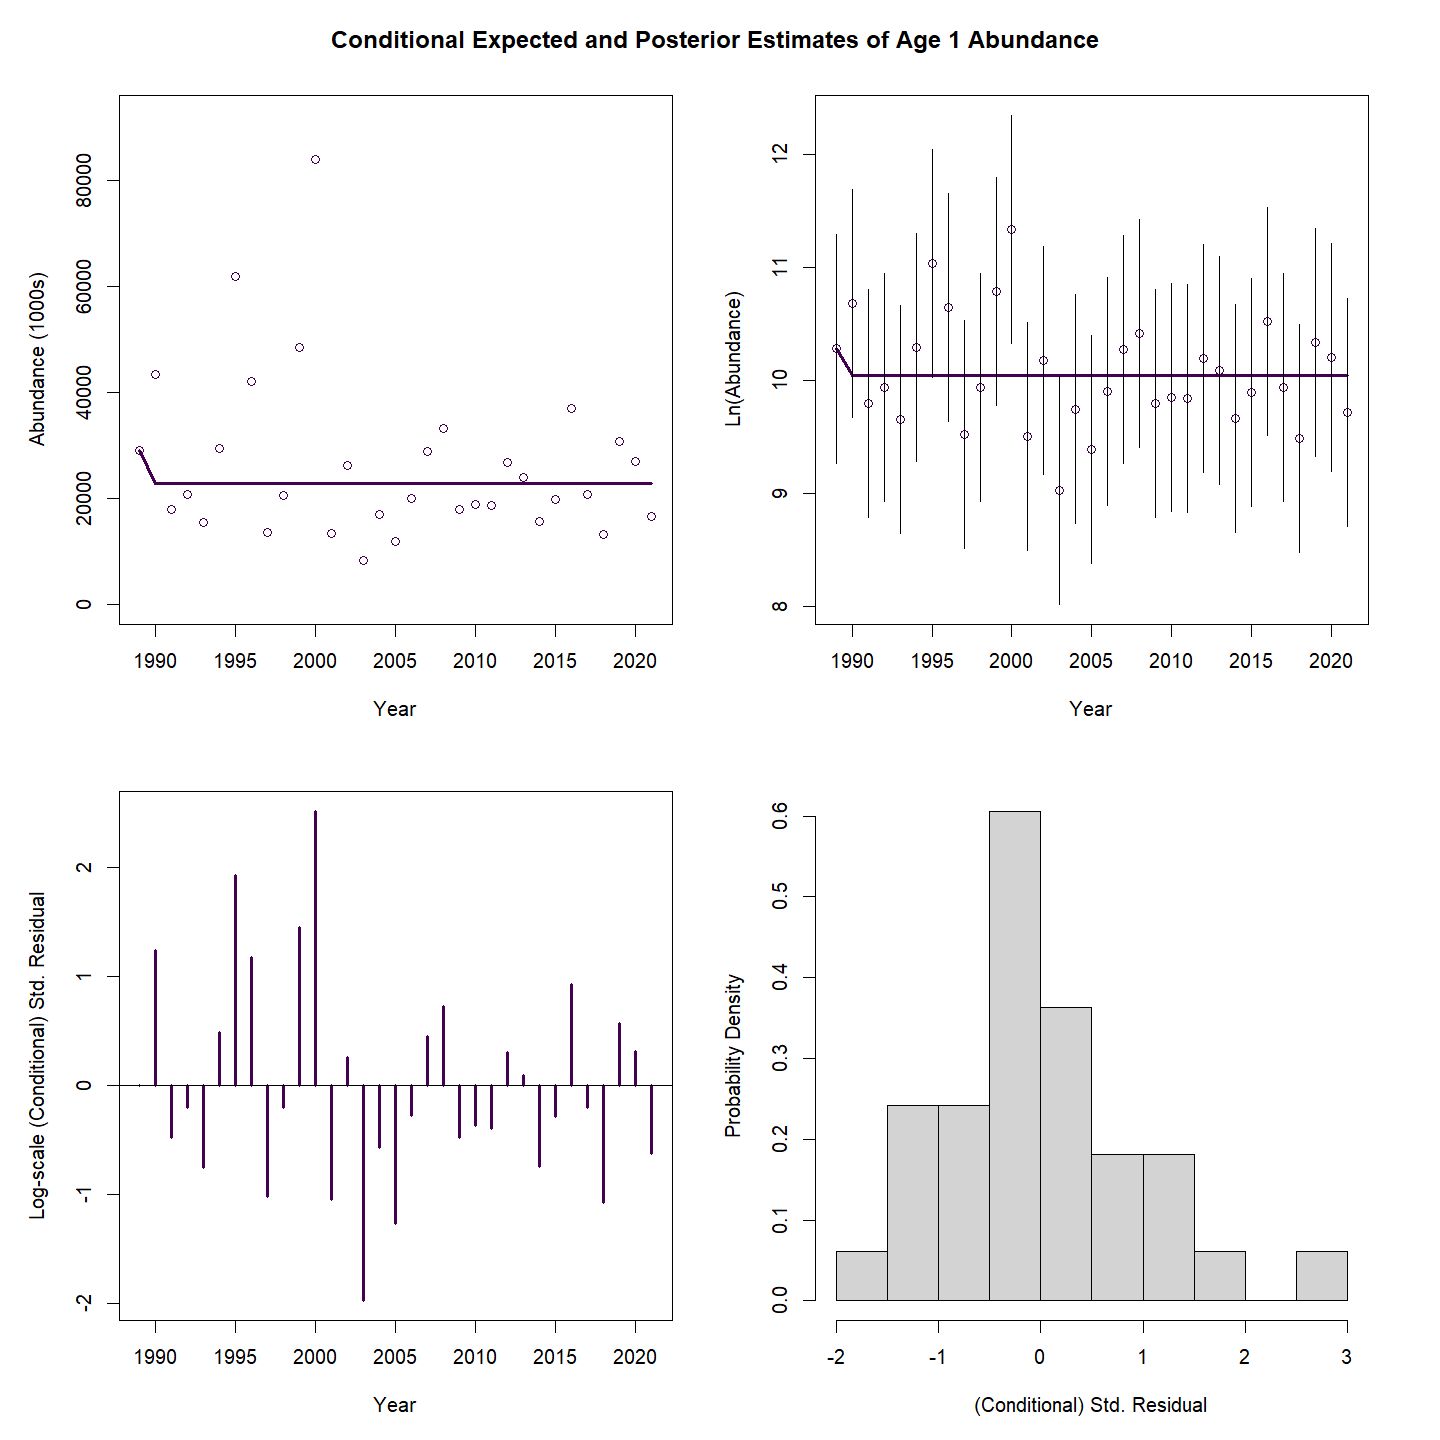 Conditional Expected and Posterior Estimates of Age 1 Abundance
Abundance (1000s)
80000
60000
40000
20000
0
1990 1995 2000 2005 2010 2015 2020
Year
Ln(Abundance)
12
11
10
9
8
1990 1995 2000 2005 2010 2015 2020
Year
Log-scale (Conditional) Std. Residual
2
1
0
-1
-2
1990 1995 2000 2005 2010 2015 2020
Year
Probability Density
0.6
0.5
0.4
0.3
0.2
0.1
0.0
-2 -1 0 1 2 3
(Conditional) Std. Residual